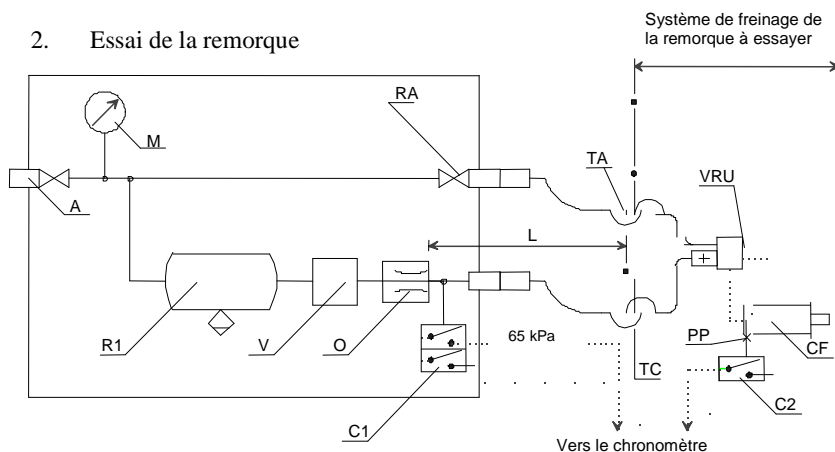 2. Essai de la remorque
Système de freinage de
la remorque à essayer
M
RA
A
TA
VRU
L
R1
V
O
65 kPa
C1
TC
PP
CF
C2
Vers le chronomètre